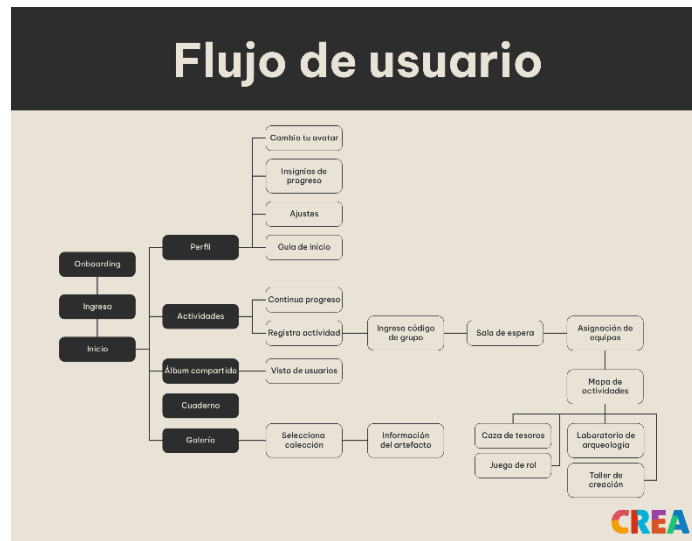 Flujo de usuario
Onboarding
Ingresa
Inicio
Perfil
Cambia tu avatar
Insignias de
progreso
Ajustes
Guia de inicio
Actividades
Continua progreso
Registra actividad
Ingresa código
de grupo
Sala de espera
Asignación de
equipas
Mapa de
actividades
Caza de tesoros
Juego de rol
Laboratorio de
arqueología
Taller de
creación
Álbum compartido
Vista de usuarios
Cuaderno
Galería
Selecciona
colección
Información
del artefacto
CREA